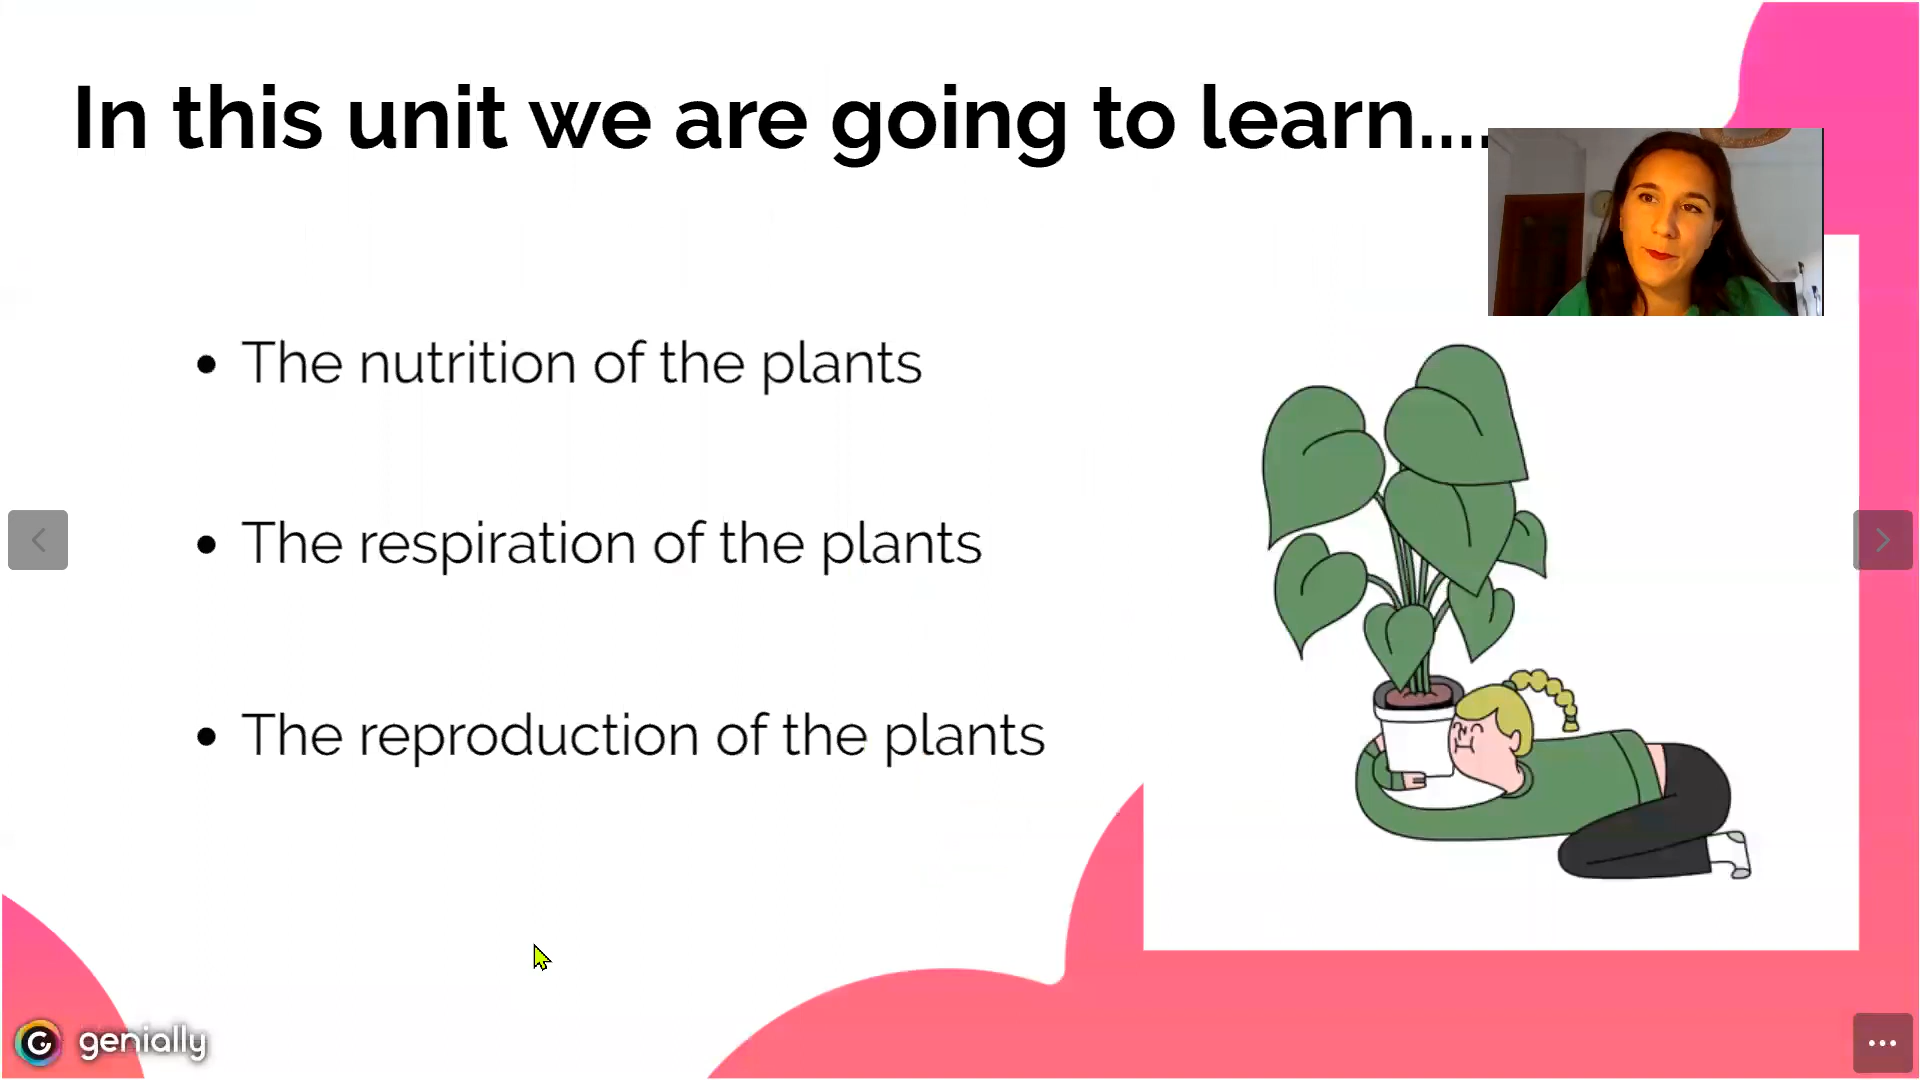 In this unit we are going to learn....
The nutrition of the plants
The respiration of the plants
The reproduction of the plants
genially